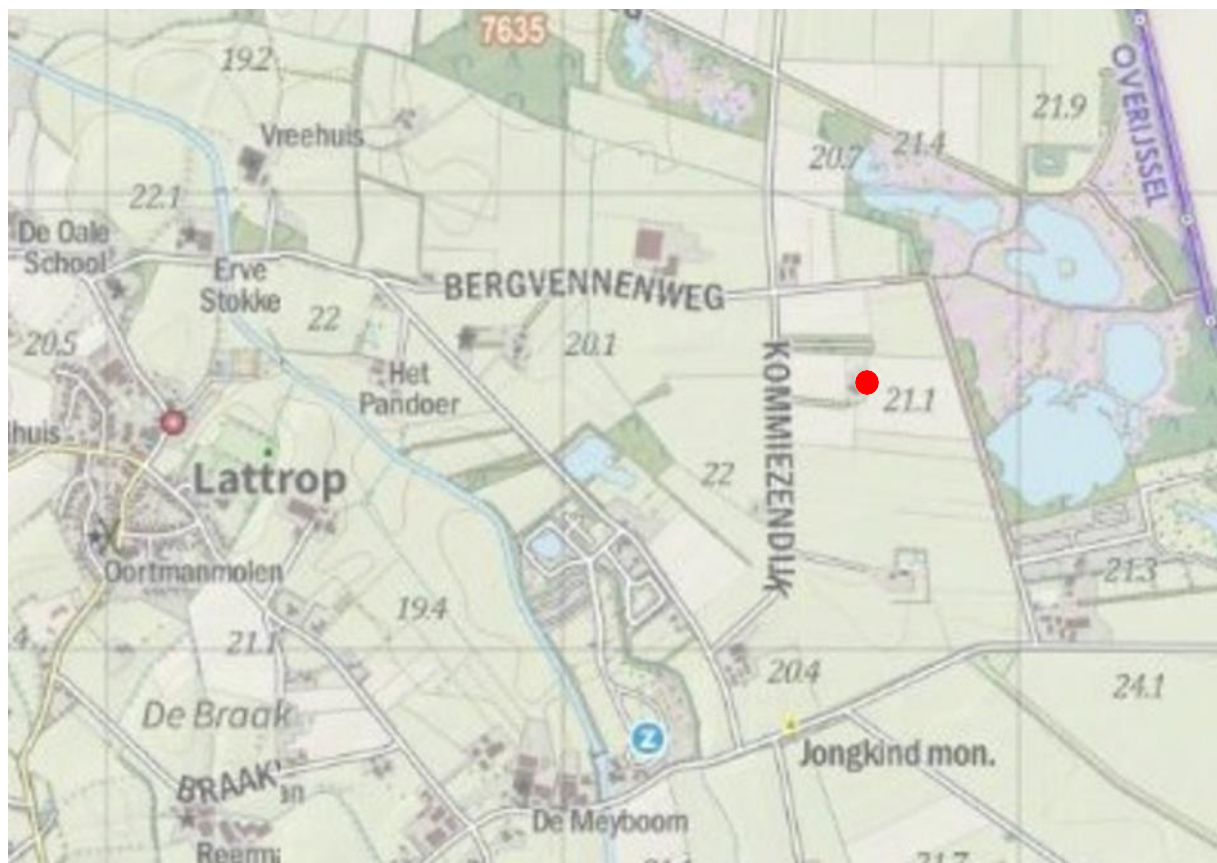 7635
19.2
21.9
OVERIJSSEL
Vreehuis
21.4
20.7
22.1
De Oale
School
Erve
Stokke
BERGVENNENWEG
22
20.5
20.1
Het
Pandoer
KOMMIEZENDIJK
21.1
Lattrop
22
Oortmanmolen
21.3
19.4
21.1
20.4
24.1
De Braak
Z
Jongkind mon.
BRAAK
De Meyboom
21.7